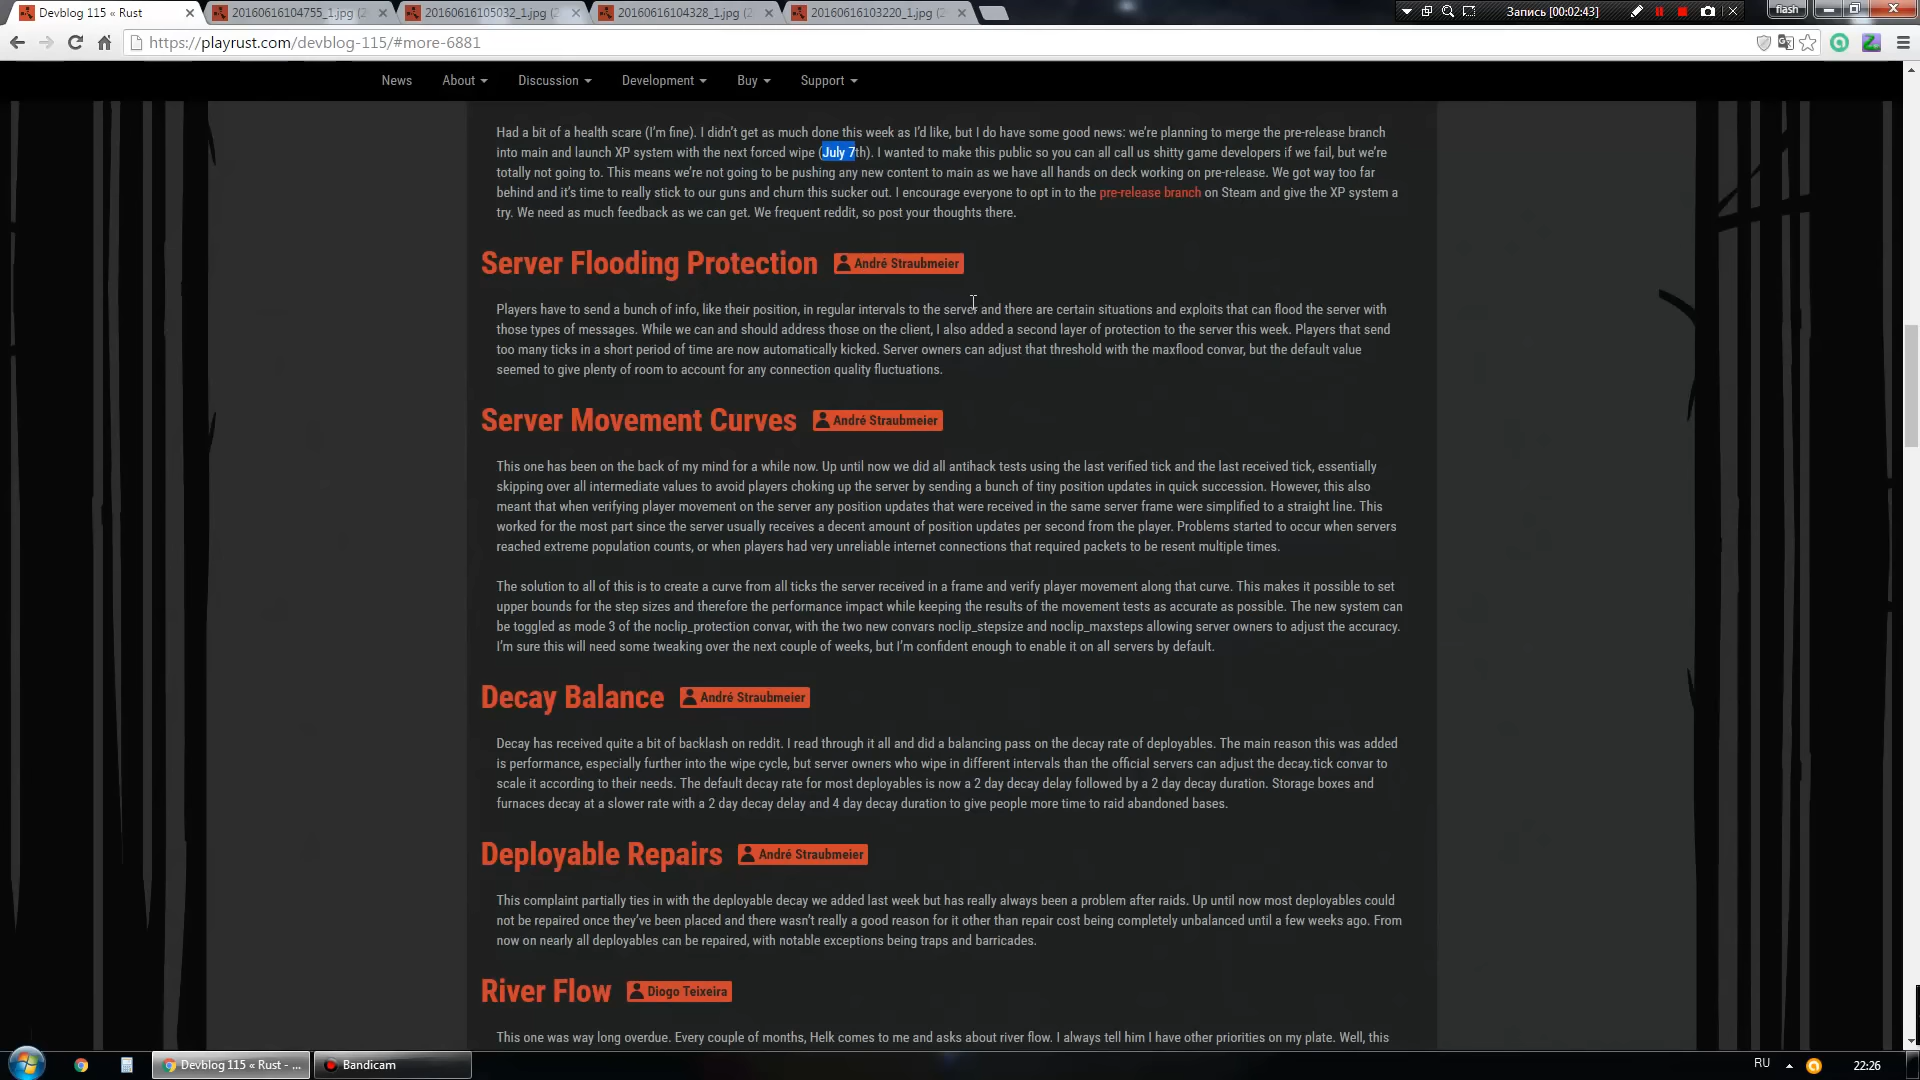 Devblog 115 « Rust
20160616104755_1.jpg (2
20160616105032_1.jpg (2
20160616104328_1.jpg (2
20160616103220_1.jpg (2
Запись [00:02:43]
flash
https://playrust.com/devblog-115/#more-6881
News About Discussion Development Buy Support
Had a bit of a health scare (I'm fine). I didn't get as much done this week as I'd like, but I do have some good news: we're planning to merge the pre-release branch
into main and launch XP system with the next forced wipe (July 7th). I wanted to make this public so you can all call us shitty game developers if we fail, but we're
totally not going to. This means we're not going to be pushing any new content to main as we have all hands on deck working on pre-release. We got way too far
behind and it's time to really stick to our guns and churn this sucker out. I encourage everyone to opt in to the pre-release branch on Steam and give the XP system a
try. We need as much feedback as we can get. We frequent reddit, so post your thoughts there.
Server Flooding Protection André Straubmeier
Players have to send a bunch of info, like their position, in regular intervals to the server and there are certain situations and exploits that can flood the server with
those types of messages. While we can and should address those on the client, I also added a second layer of protection to the server this week. Players that send
too many ticks in a short period of time are now automatically kicked. Server owners can adjust that threshold with the maxflood convar, but the default value
seemed to give plenty of room to account for any connection quality fluctuations.
Server Movement Curves André Straubmeier
This one has been on the back of my mind for a while now. Up until now we did all antihack tests using the last verified tick and the last received tick, essentially
skipping over all intermediate values to avoid players choking up the server by sending a bunch of tiny position updates in quick succession. However, this also
meant that when verifying player movement on the server any position updates that were received in the same server frame were simplified to a straight line. This
worked for the most part since the server usually receives a decent amount of position updates per second from the player. Problems started to occur when servers
reached extreme population counts, or when players had very unreliable internet connections that required packets to be resent multiple times.
The solution to all of this is to create a curve from all ticks the server received in a frame and verify player movement along that curve. This makes it possible to set
upper bounds for the step sizes and therefore the performance impact while keeping the results of the movement tests as accurate as possible. The new system can
be toggled as mode 3 of the noclip_protection convar, with the two new convars noclip_stepsize and noclip_maxsteps allowing server owners to adjust the accuracy.
I'm sure this will need some tweaking over the next couple of weeks, but I'm confident enough to enable it on all servers by default.
Decay Balance André Straubmeier
Decay has received quite a bit of backlash on reddit. I read through it all and did a balancing pass on the decay rate of deployables. The main reason this was added
is performance, especially further into the wipe cycle, but server owners who wipe in different intervals than the official servers can adjust the decay.tick convar to
scale it according to their needs. The default decay rate for most deployables is now a 2 day decay delay followed by a 2 day decay duration. Storage boxes and
furnaces decay at a slower rate with a 2 day decay delay and 4 day decay duration to give people more time to raid abandoned bases.
Deployable Repairs André Straubmeier
This complaint partially ties in with the deployable decay we added last week but has really always been a problem after raids. Up until now most deployables could
not be repaired once they've been placed and there wasn't really a good reason for it other than repair cost being completely unbalanced until a few weeks ago. From
now on nearly all deployables can be repaired, with notable exceptions being traps and barricades.
River Flow Diogo Teixeira
This one was way long overdue. Every couple of months, Helk comes to me and asks about river flow. I always tell him I have other priorities on my plate. Well, this
Devblog 115 « Rust - ...
Bandicam
RU
22:26